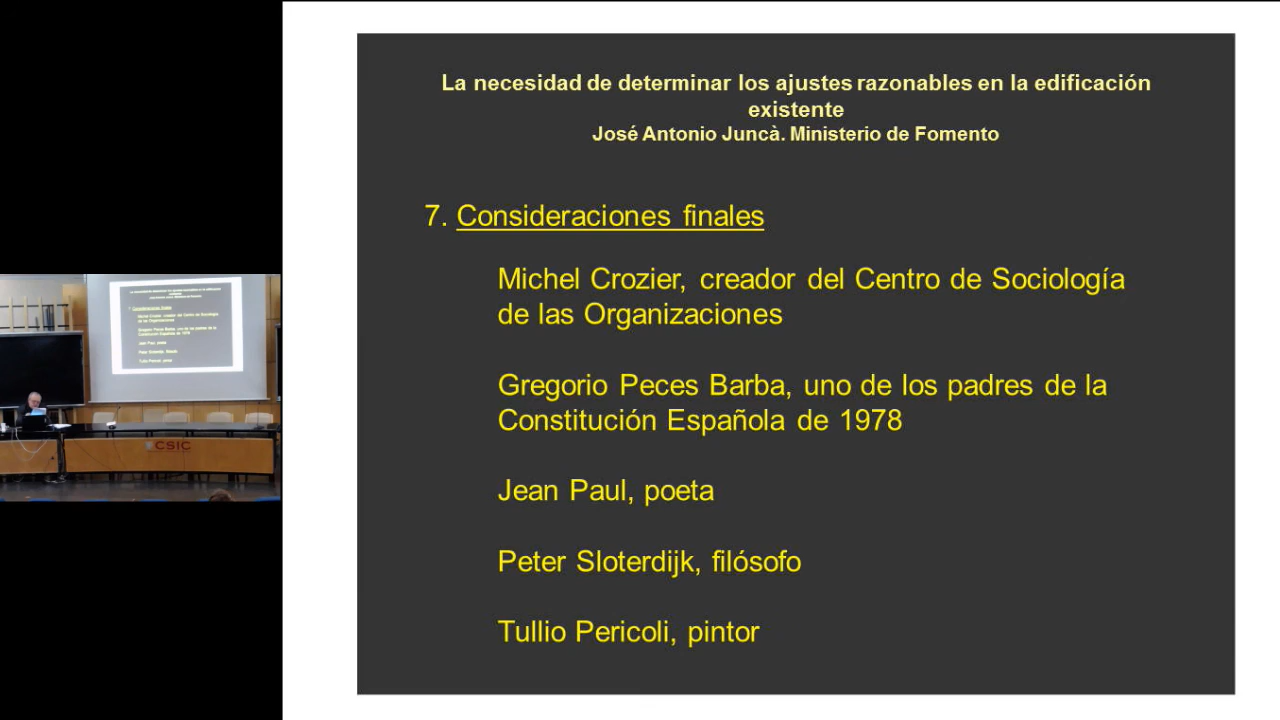 La necesidad de determinar los ajustes razonables en la edificación
existente
José Antonio Juncà. Ministerio de Fomento
7. Consideraciones finales
Michel Crozier, creador del Centro de Sociología
de las Organizaciones
Gregorio Peces Barba, uno de los padres de la
Constitución Española de 1978
Jean Paul, poeta
Peter Sloterdijk, filósofo
Tullio Pericoli, pintor
CSIC